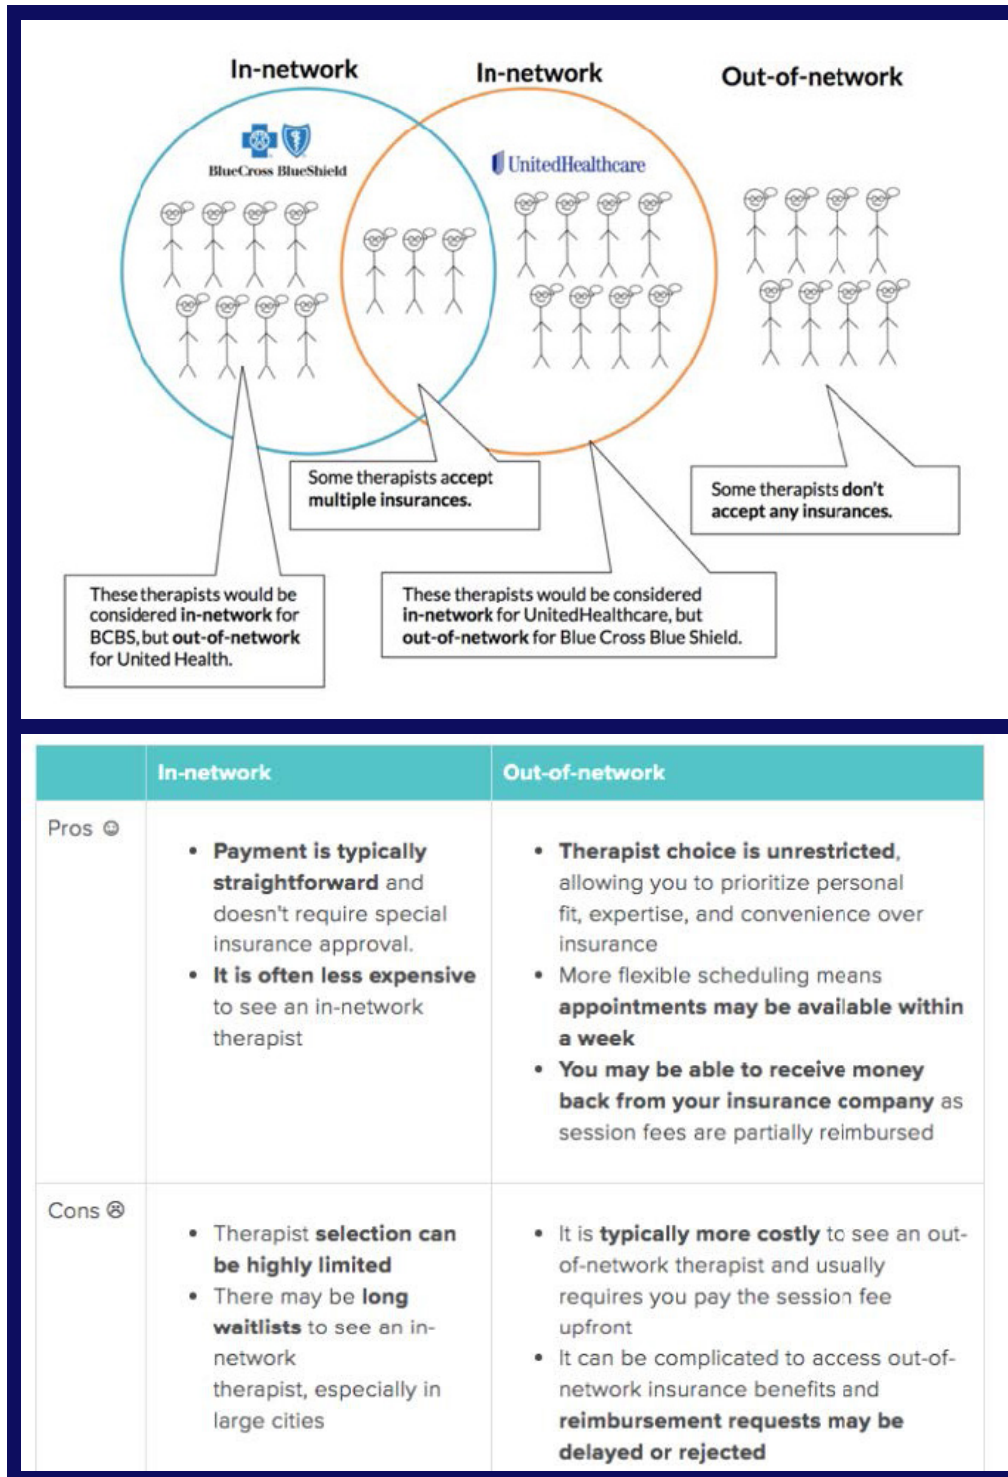 In-network
In-network
Out-of-network
BlueCross BlueShield
UnitedHealthcare
Some therapists accept
multiple insurances.
Some therapists don't
accept any insurances.
These therapists would be
considered in-network for
BCBS, but out-of-network
for United Health.
These therapists would be considered
in-network for UnitedHealthcare, but
out-of-network for Blue Cross Blue Shield.
In-network
Out-of-network
Pros ☺
• Payment is typically
straightforward and
doesn't require special
insurance approval.
• It is often less expensive
to see an in-network
therapist
• Therapist choice is unrestricted,
allowing you to prioritize personal
fit, expertise, and convenience over
insurance
• More flexible scheduling means
appointments may be available within
a week
• You may be able to receive money
back from your insurance company as
session fees are partially reimbursed
Cons ☹
• Therapist selection can
be highly limited
• There may be long
waitlists to see an in-
network
therapist, especially in
large cities
• It is typically more costly to see an out-
of-network therapist and usually
requires you pay the session fee
upfront
• It can be complicated to access out-of-
network insurance benefits and
reimbursement requests may be
delayed or rejected